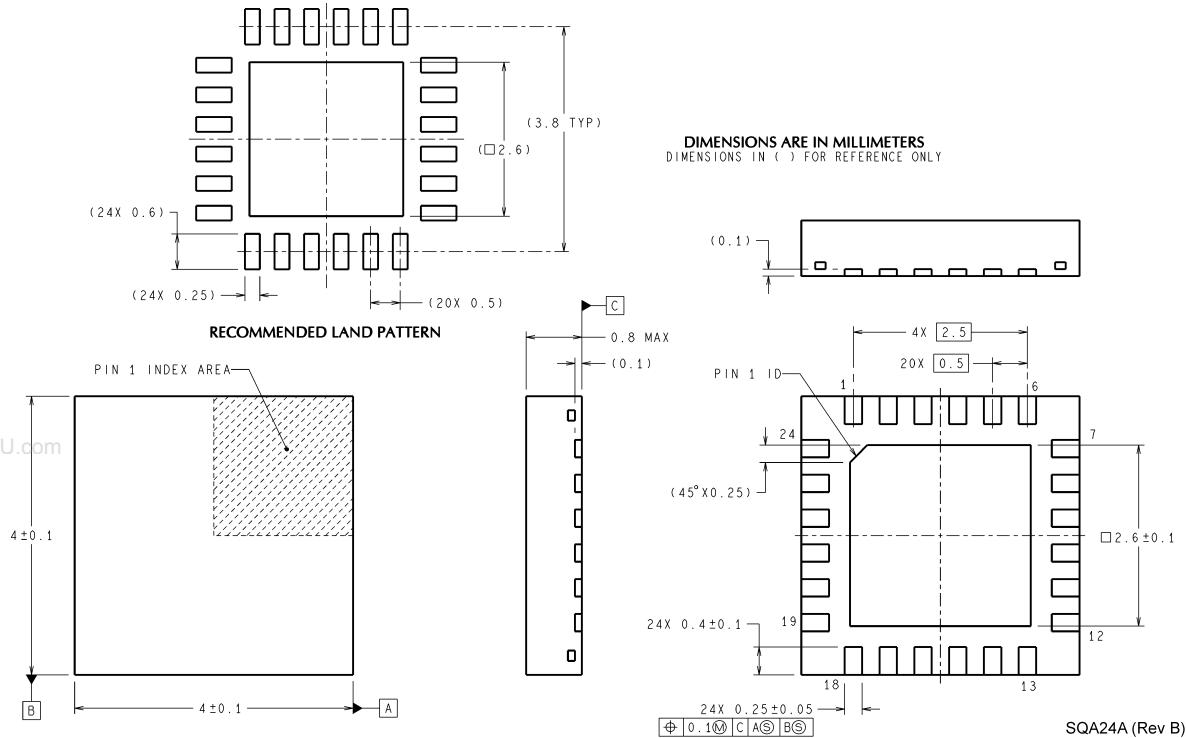 (3.8 TYP)
(□2.6)
(24X 0.6)
(24X 0.25)
(20X 0.5)
RECOMMENDED LAND PATTERN
DIMENSIONS ARE IN MILLIMETERS
DIMENSIONS IN ( ) FOR REFERENCE ONLY
(0.1)
C
0.8 MAX
(0.1)
PIN 1 INDEX AREA
U.com
4±0.1
B
4±0.1
A
4X 2.5
20X 0.5
PIN 1 ID
1
6
24
7
(45°X0.25)
□2.6±0.1
24X 0.4±0.1
19
12
18
13
24X 0.25±0.05
⌖ 0.1Ⓜ C AⓈ BⓈ
SQA24A (Rev B)